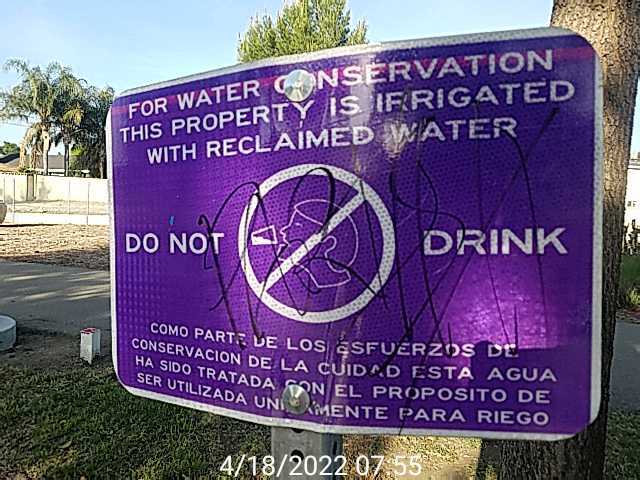 FOR WATER CONSERVATION
THIS PROPERTY IS IRRIGATED
WITH RECLAIMED WATER
DO NOT DRINK
COMO PARTE DE LOS ESFUERZOS DE
CONSERVACION DE LA CUIDAD ESTA AGUA
HA SIDO TRATADA CON EL PROPOSITO DE
SER UTILIZADA UNICAMENTE PARA RIEGO
4/18/2022 07:55